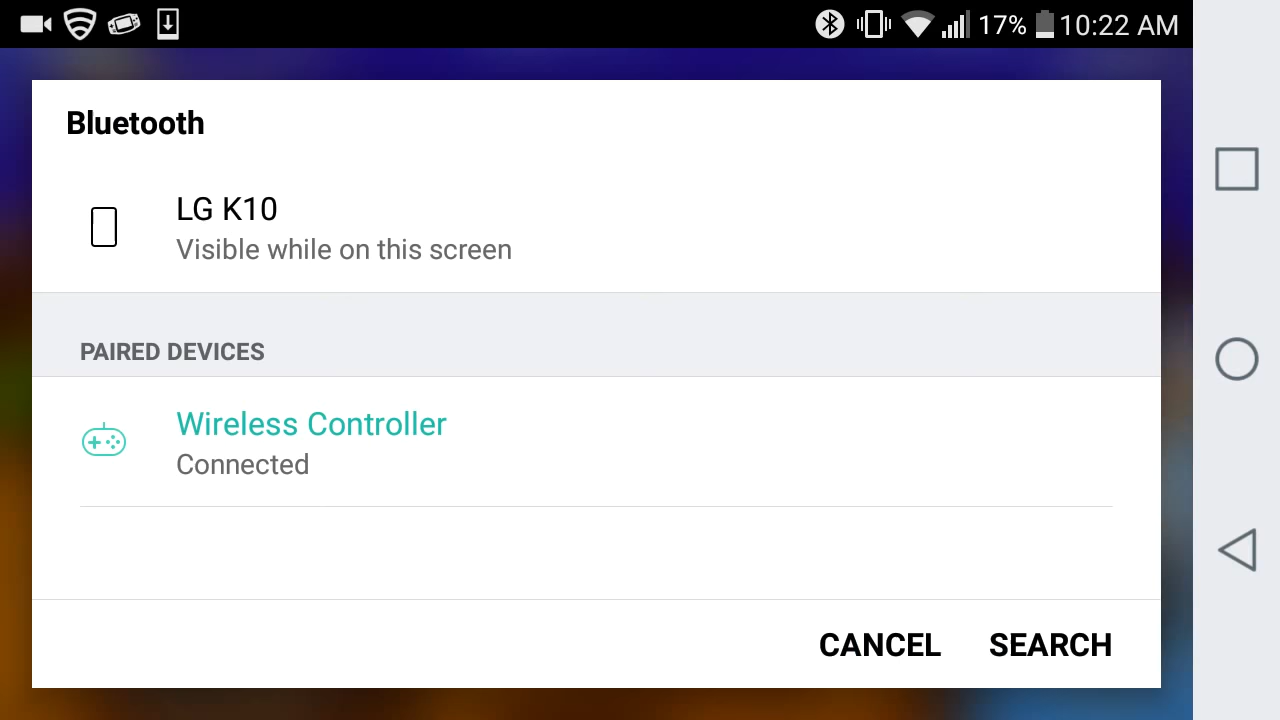 17% 10:22 AM
Bluetooth
LG K10
Visible while on this screen
PAIRED DEVICES
Wireless Controller
Connected
CANCEL SEARCH